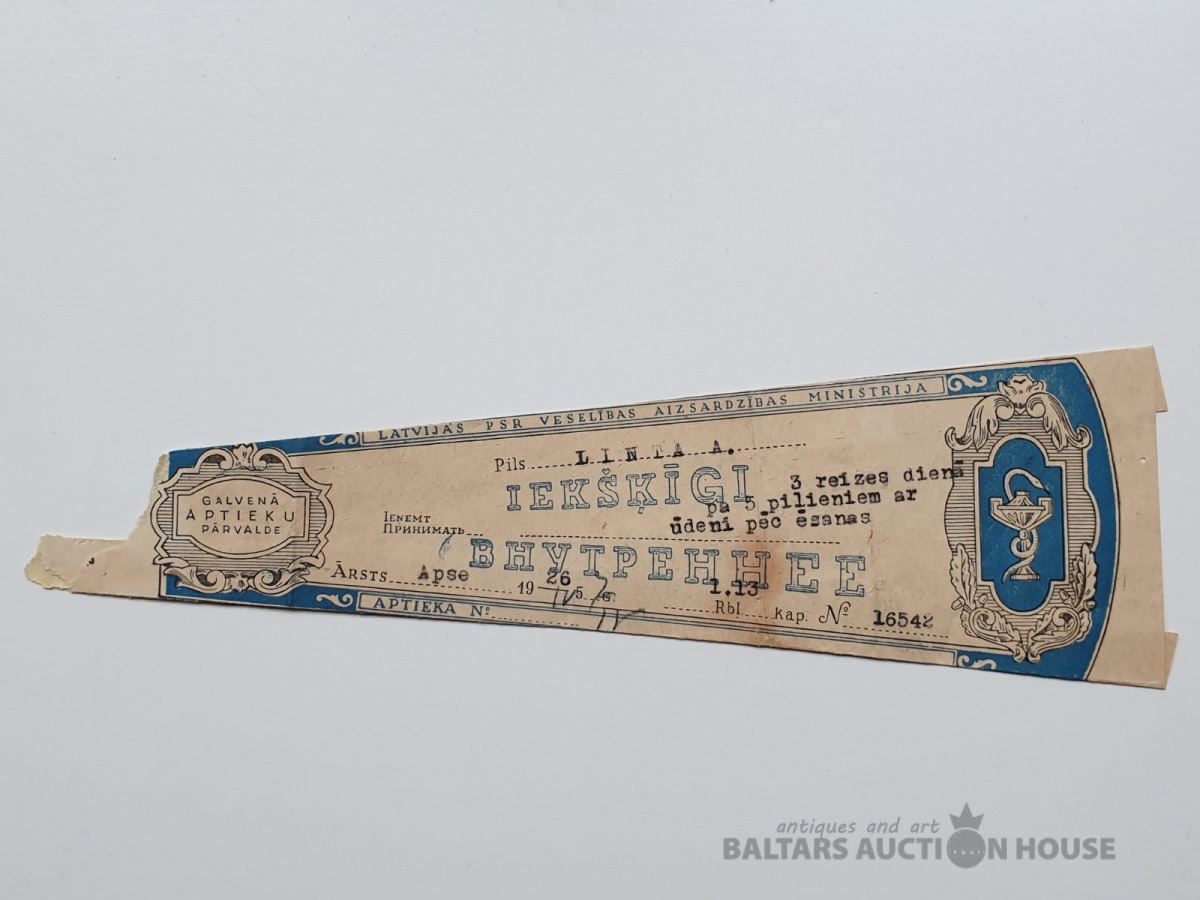 LATVIJAS PSR VESELĪBAS AIZSARDZĪBAS MINISTRIJA
GALVENĀ
APTIEKU
PĀRVALDE
Pils. LINTA A.
IEKŠĶĪGI
3 reizes dienā
pa 5 pilieniem ar
ūdeni pēc ēšanas
IEŅEMT
ПРИНИМАТЬ
ВНУТРЕННЕЕ
ĀRSTS Apse 19 26
1.13
Rbl. kap. № 16542
APTIEKA №
antiques and art
BALTARS AUCTION HOUSE